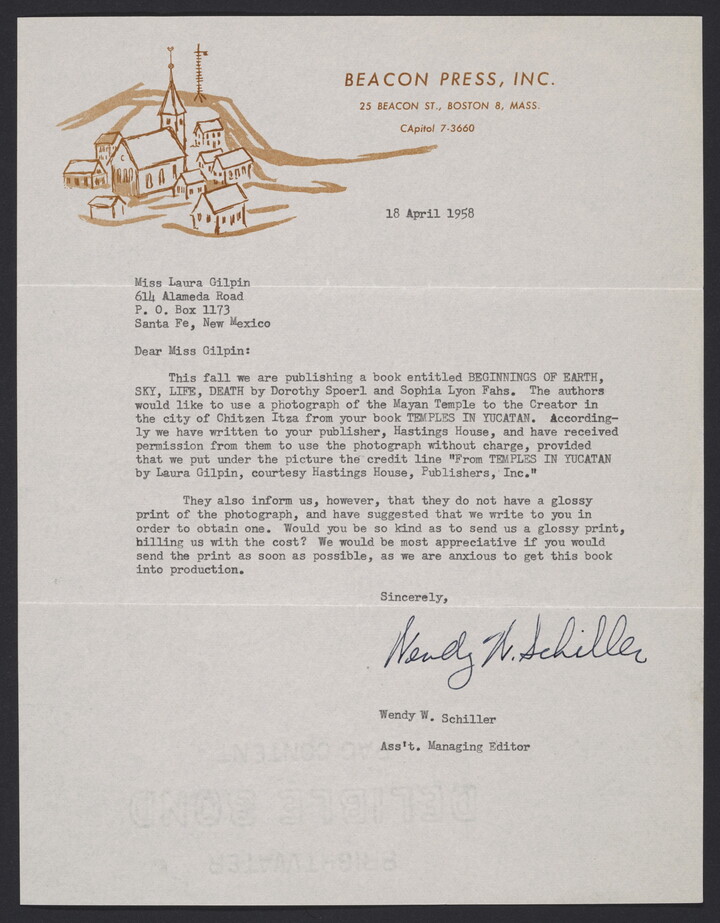 BEACON PRESS, INC.
25 BEACON ST., BOSTON 8, MASS.
CApitol 7-3660
18 April 1958
Miss Laura Gilpin
614 Alameda Road
P. O. Box 1173
Santa Fe, New Mexico
Dear Miss Gilpin:
This fall we are publishing a book entitled BEGINNINGS OF EARTH,
SKY, LIFE, DEATH by Dorothy Spoerl and Sophia Lyon Fahs. The authors
would like to use a photograph of the Mayan Temple to the Creator in
the city of Chitzen Itza from your book TEMPLES IN YUCATAN. According-
ly we have written to your publisher, Hastings House, and have received
permission from them to use the photograph without charge, provided
that we put under the picture the credit line "From TEMPLES IN YUCATAN
by Laura Gilpin, courtesy Hastings House, Publishers, Inc."
They also inform us, however, that they do not have a glossy
print of the photograph, and have suggested that we write to you in
order to obtain one. Would you be so kind as to send us a glossy print,
billing us with the cost? We would be most appreciative if you would
send the print as soon as possible, as we are anxious to get this book
into production.
Sincerely,
Wendy W. Schiller
Wendy W. Schiller
Ass't. Managing Editor
RAG CONTENT
DELIBLE BOND
BRIGHTWATER